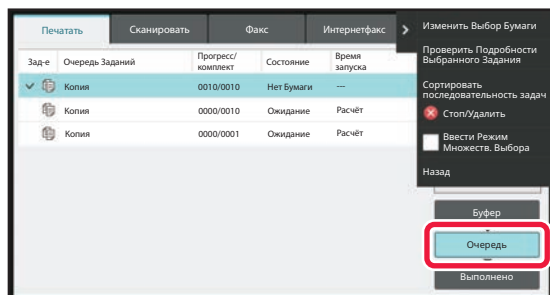 Печатать Сканировать Факс Интернетфакс
Зад-е Очередь Заданий Прогресс/комплект Состояние Время запуска
Копия 0010/0010 Нет Бумаги ---
Копия 0000/0010 Ожидание Расчёт
Копия 0000/0001 Ожидание Расчёт
Изменить Выбор Бумаги
Проверить Подробности
Выбранного Задания
Сортировать
последовательность задач
Стоп/Удалить
Ввести Режим
Множеств. Выбора
Назад
Буфер
Очередь
Выполнено